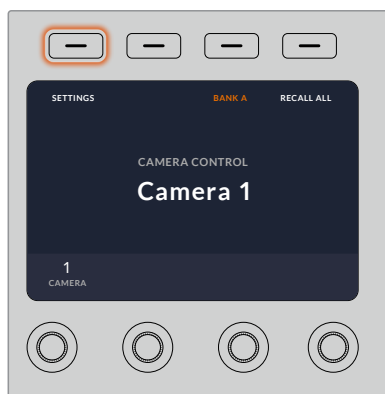 SETTINGS BANK A RECALL ALL
CAMERA CONTROL
Camera 1
1
CAMERA